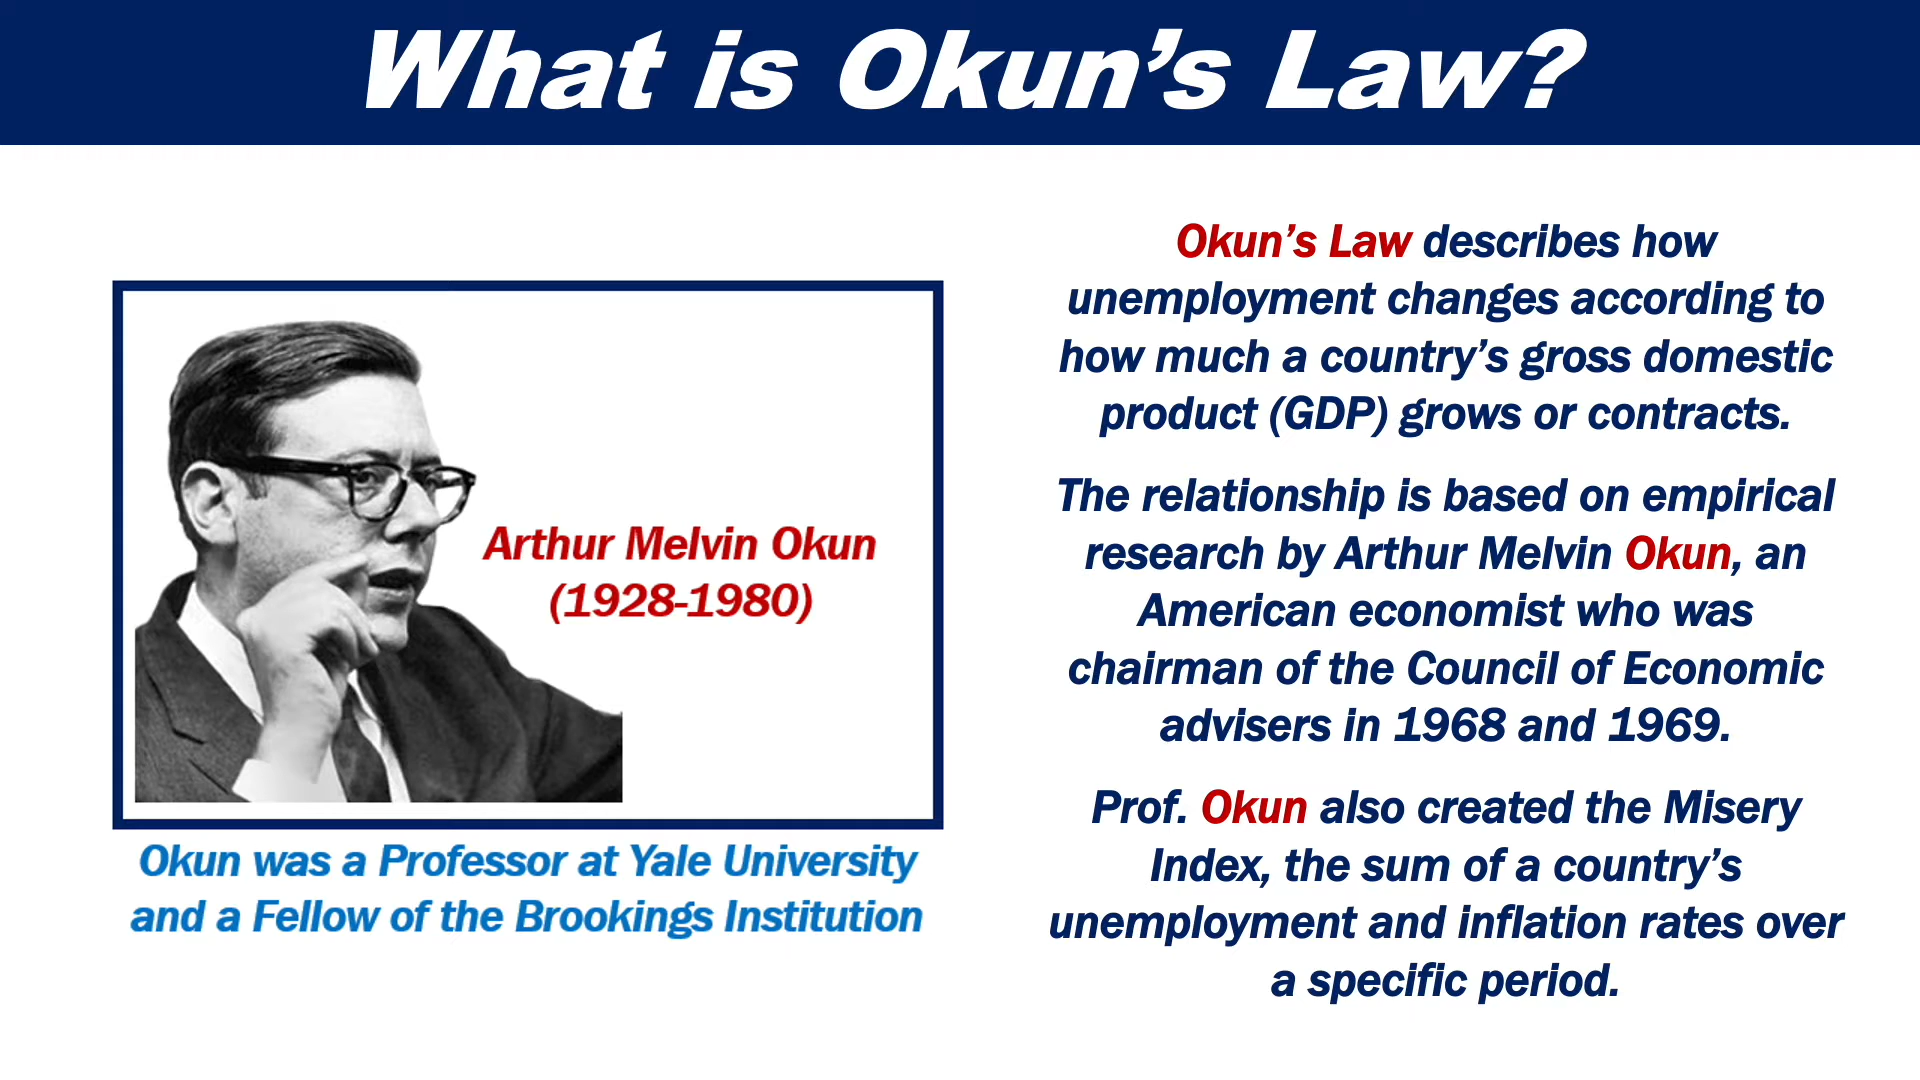 What is Okun’s Law?
Arthur Melvin Okun
(1928-1980)
Okun was a Professor at Yale University
and a Fellow of the Brookings Institution
Okun’s Law describes how
unemployment changes according to
how much a country’s gross domestic
product (GDP) grows or contracts.
The relationship is based on empirical
research by Arthur Melvin Okun, an
American economist who was
chairman of the Council of Economic
advisers in 1968 and 1969.
Prof. Okun also created the Misery
Index, the sum of a country’s
unemployment and inflation rates over
a specific period.